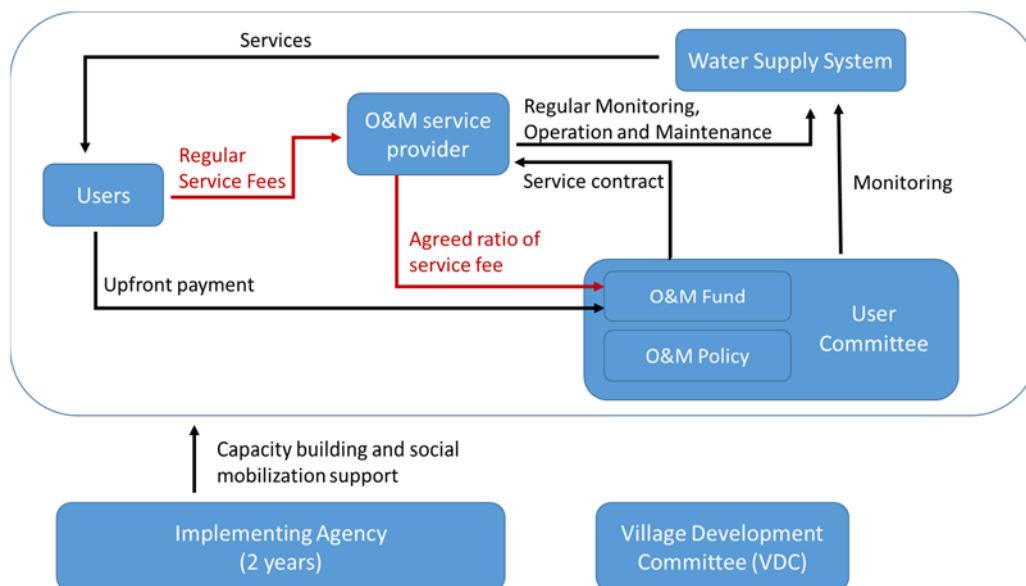 Services
Water Supply System
O&M service
provider
Regular Monitoring,
Operation and Maintenance
Regular
Service Fees
Users
Service contract
Monitoring
Agreed ratio of
service fee
Upfront payment
O&M Fund
User
Committee
O&M Policy
Capacity building and social
mobilization support
Implementing Agency
(2 years)
Village Development
Committee (VDC)